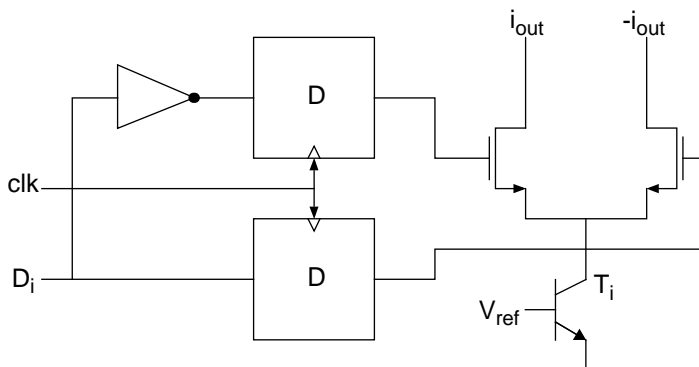 i_out
-i_out
D
clk
D
D_i
T_i
V_ref